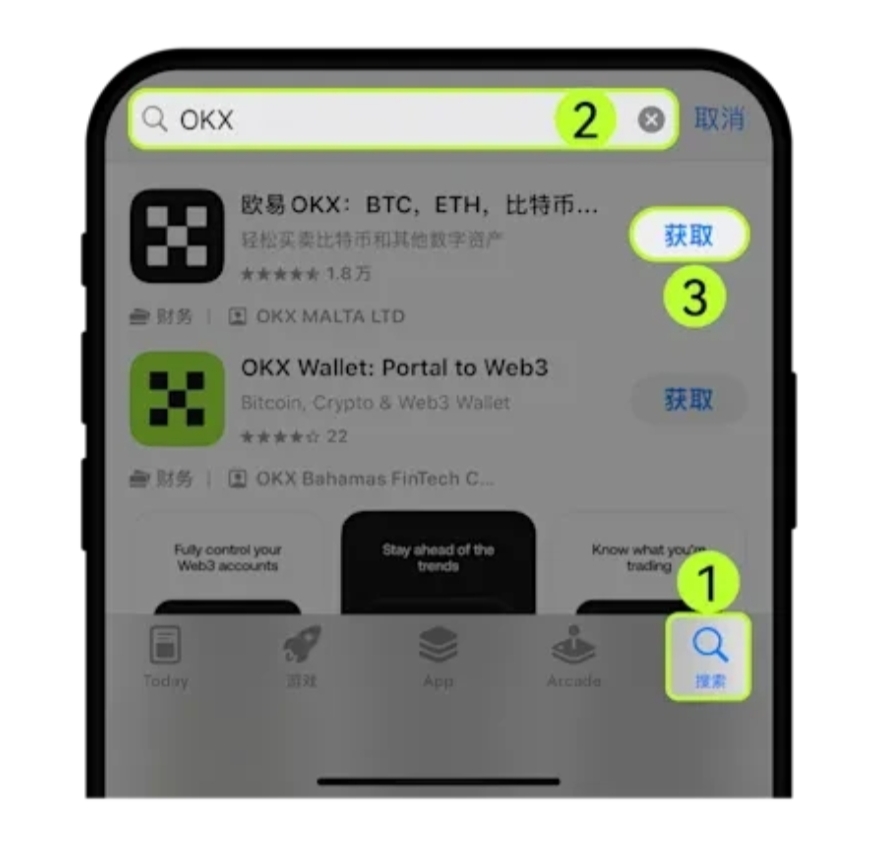 OKX
2
取消
欧易OKX：BTC，ETH，比特币...
轻松买卖比特币和其他数字资产
1.8万
获取
3
财务
OKX MALTA LTD
OKX Wallet: Portal to Web3
Bitcoin, Crypto & Web3 Wallet
22
获取
财务
OKX Bahamas FinTech C...
Fully control your
Web3 accounts
Stay ahead of the
trends
Know what you're
trading
1
Today
游戏
App
Arcade
搜索